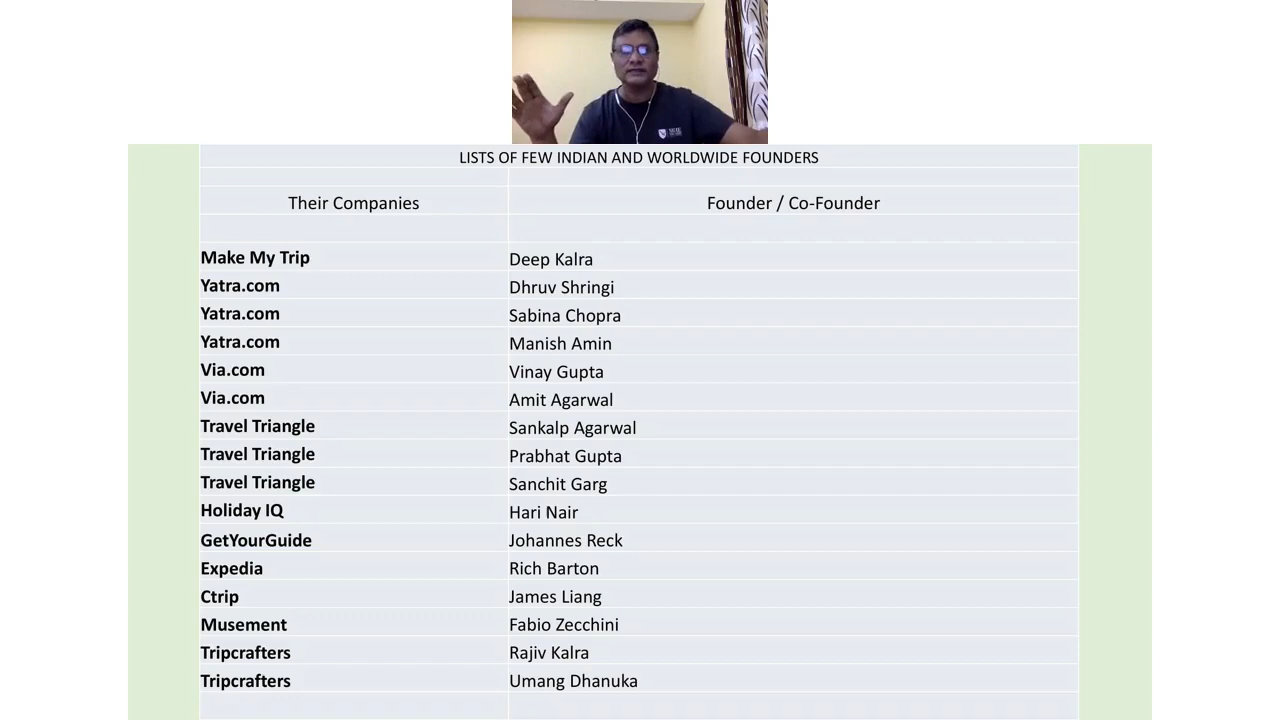 LISTS OF FEW INDIAN AND WORLDWIDE FOUNDERS
Their Companies Founder / Co-Founder
Make My Trip Deep Kalra
Yatra.com Dhruv Shringi
Yatra.com Sabina Chopra
Yatra.com Manish Amin
Via.com Vinay Gupta
Via.com Amit Agarwal
Travel Triangle Sankalp Agarwal
Travel Triangle Prabhat Gupta
Travel Triangle Sanchit Garg
Holiday IQ Hari Nair
GetYourGuide Johannes Reck
Expedia Rich Barton
Ctrip James Liang
Musement Fabio Zecchini
Tripcrafters Rajiv Kalra
Tripcrafters Umang Dhanuka